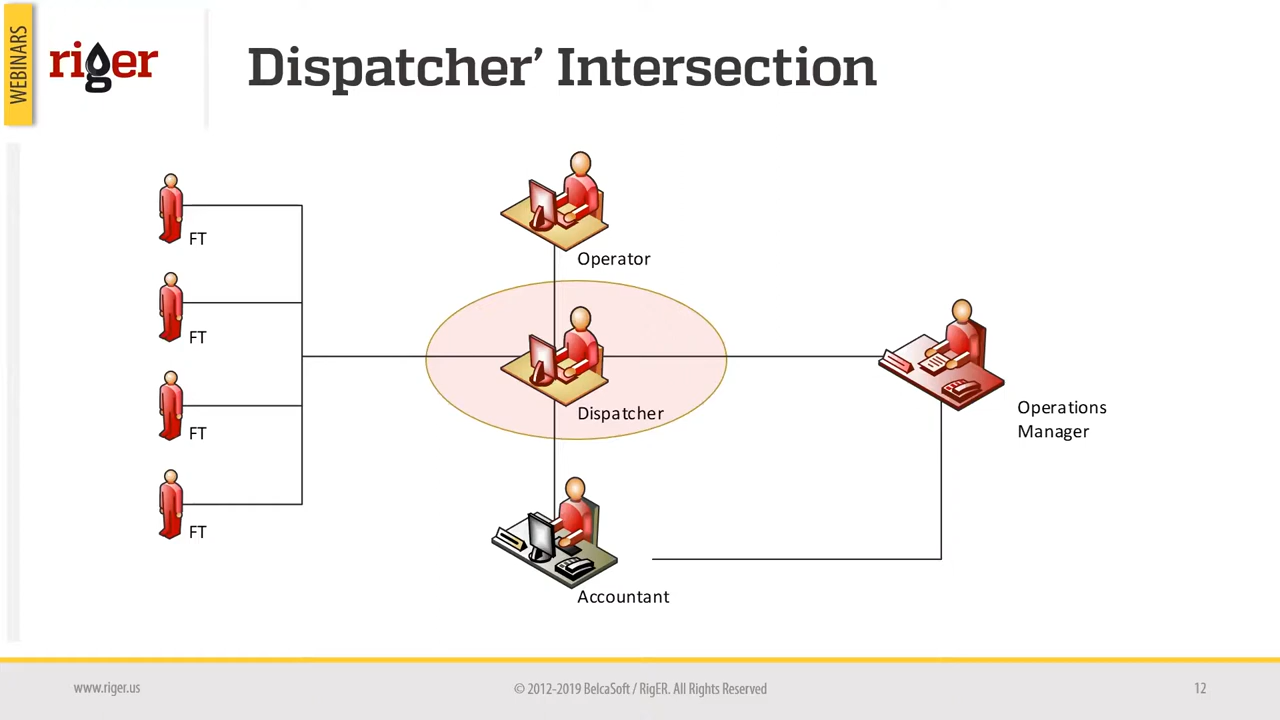 WEBINARS
riger
Dispatcher’ Intersection
FT
FT
FT
FT
Operator
Dispatcher
Accountant
Operations
Manager
www.riger.us
© 2012-2019 BelcaSoft / RigER. All Rights Reserved
12